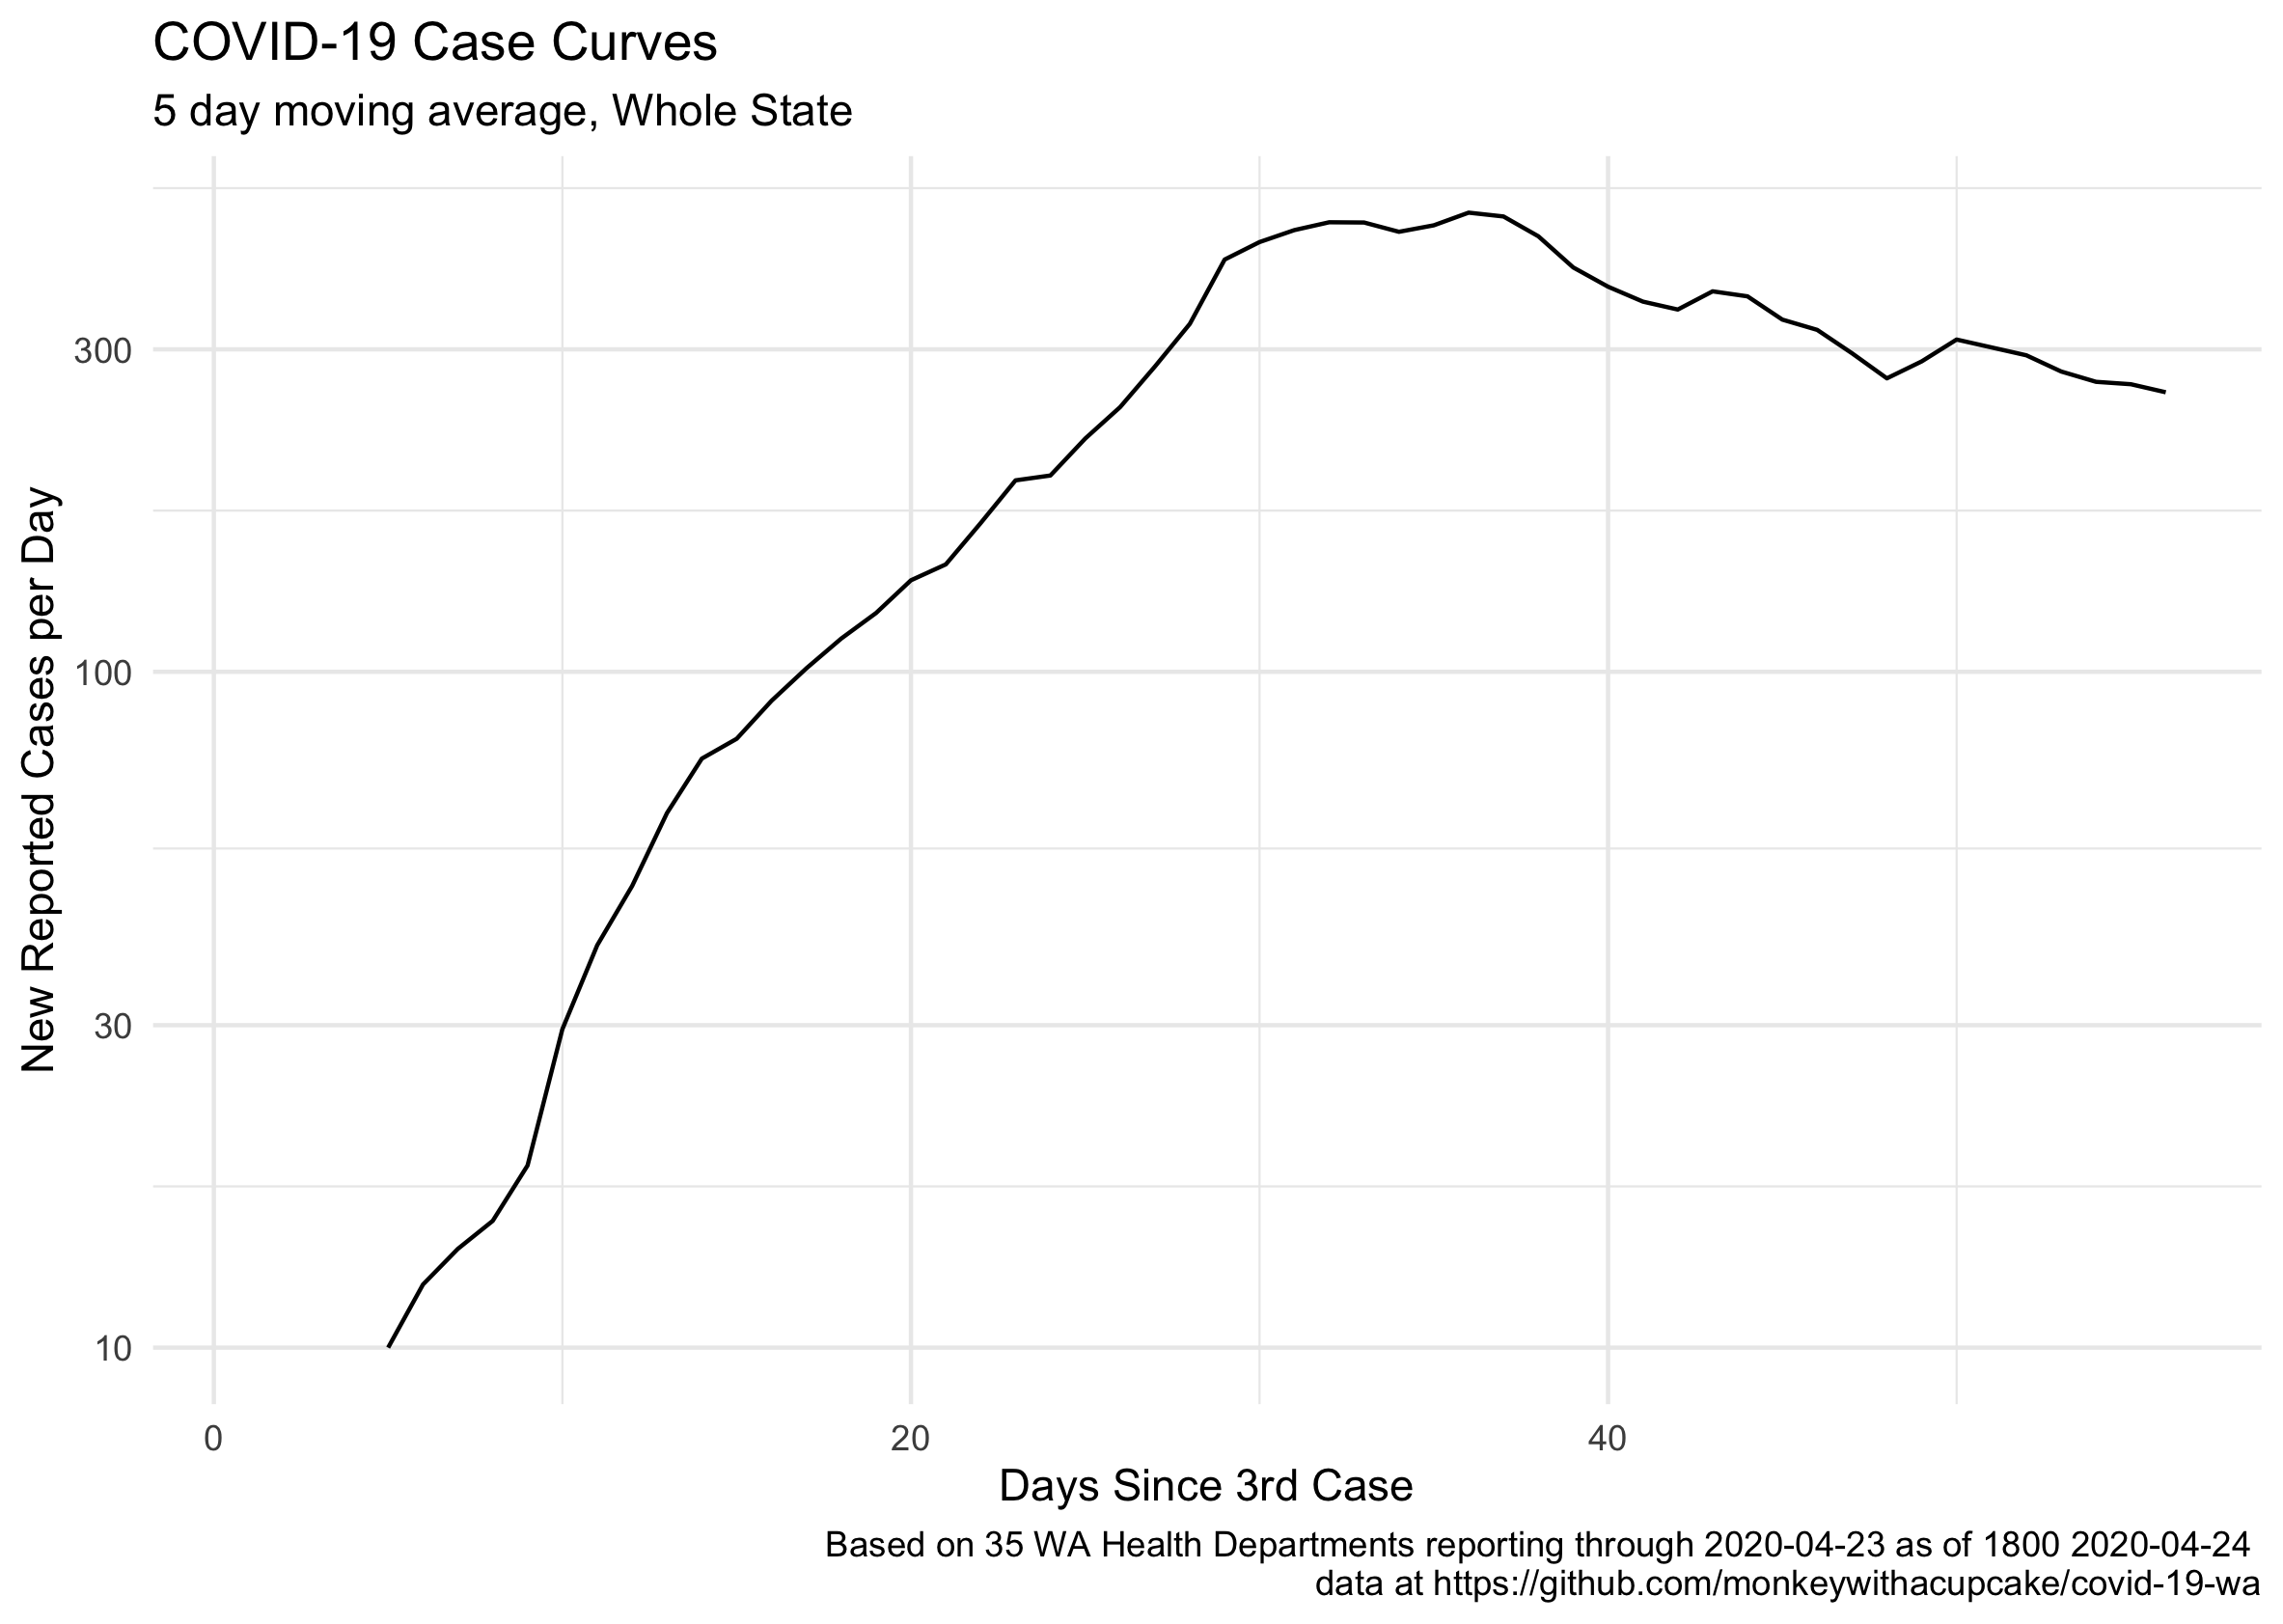 COVID-19 Case Curves
5 day moving average, Whole State
New Reported Cases per Day
300
100
30
10
0
20
40
Days Since 3rd Case
Based on 35 WA Health Departments reporting through 2020-04-23 as of 1800 2020-04-24
data at https://github.com/monkeywithacupcake/covid-19-wa